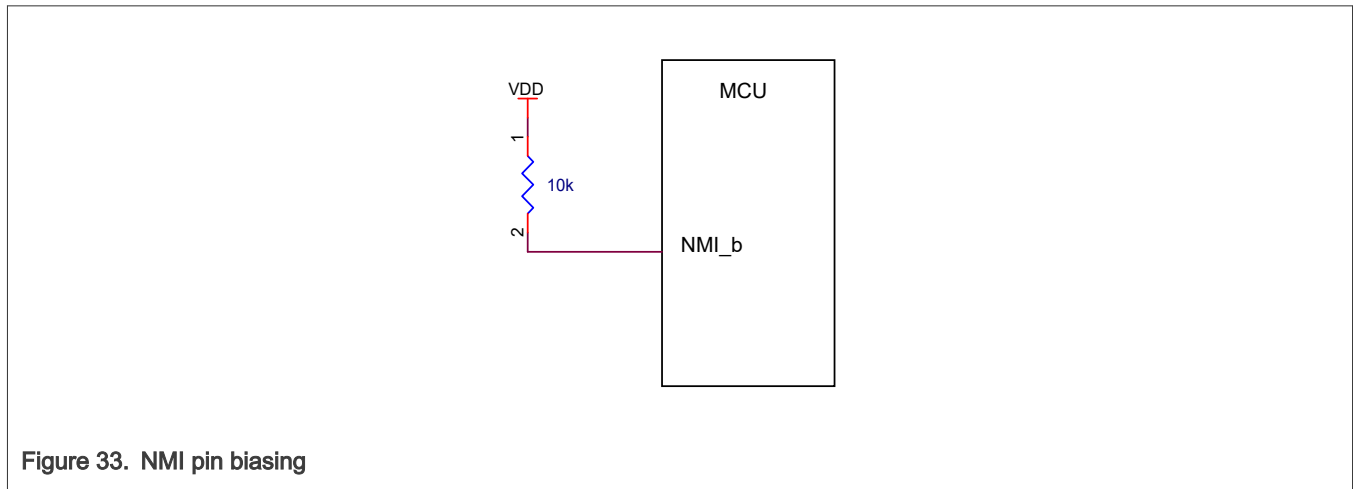 VDD
MCU
1
10k
2
NMI_b
Figure 33. NMI pin biasing